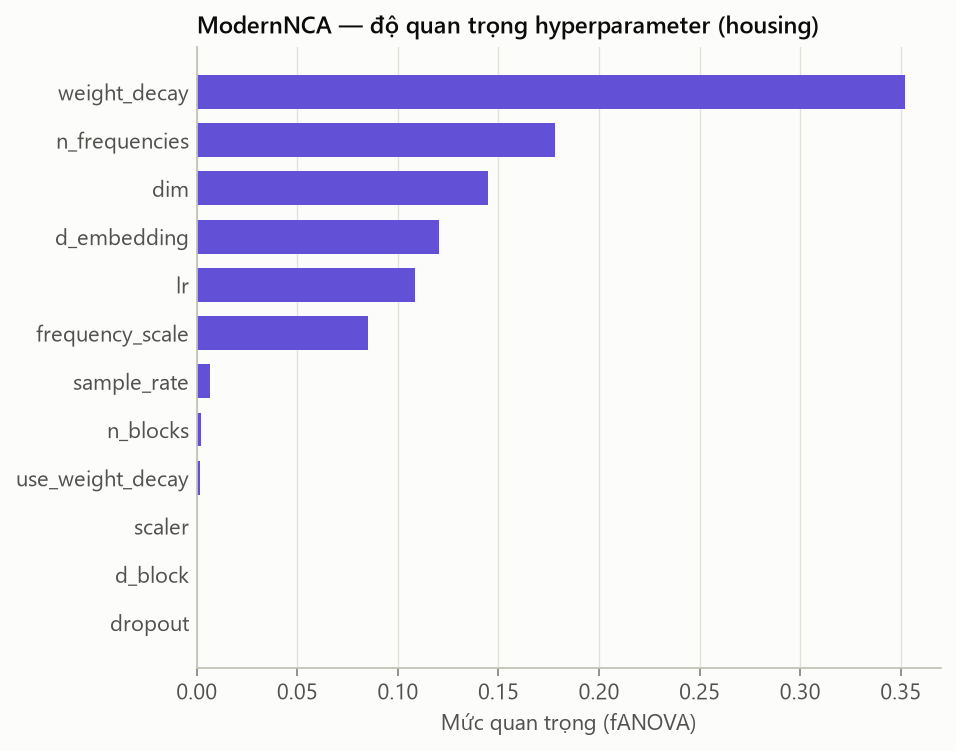 ModernNCA — độ quan trọng hyperparameter (housing)
weight_decay
n_frequencies
dim
d_embedding
lr
frequency_scale
sample_rate
n_blocks
use_weight_decay
scaler
d_block
dropout
0.00 0.05 0.10 0.15 0.20 0.25 0.30 0.35
Mức quan trọng (fANOVA)